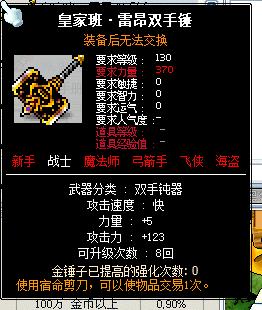 皇家班·雷昂双手锤
装备后无法交换
要求等级: 130
要求力量: 370
要求敏捷: 0
要求智力: 0
要求运气: 0
要求人气度: -
道具等级: -
道具经验值: -
新手 战士 魔法师 弓箭手 飞侠 海盗
武器分类: 双手钝器
攻击速度: 快
力量: +5
攻击力: +123
可升级次数: 8回
金锤子已提高的强化次数: 0
使用宿命剪刀，可以使物品交易1次。
100万 金币以上 0,90%